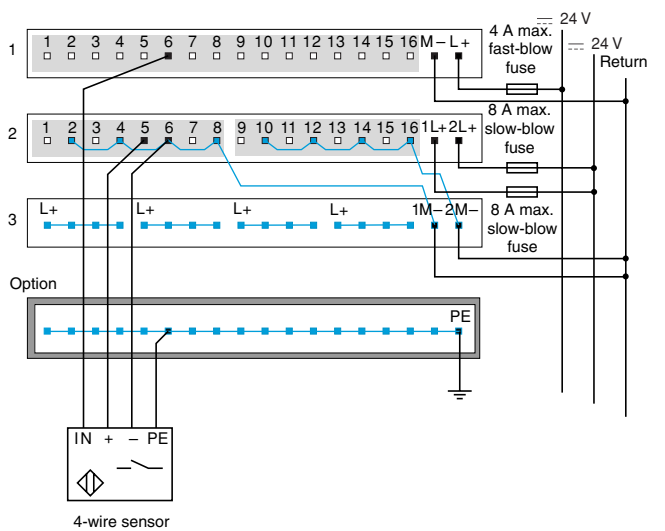 24 V
4 A max.
fast-blow
fuse
24 V
Return
1
1 2 3 4 5 6 7 8 9 10 11 12 13 14 15 16 M– L+
8 A max.
slow-blow
fuse
2
1 2 3 4 5 6 7 8 9 10 11 12 13 14 15 16 1L+ 2L+
3
L+ L+ L+ L+ 1M– 2M–
8 A max.
slow-blow
fuse
Option
PE
IN + – PE
4-wire sensor